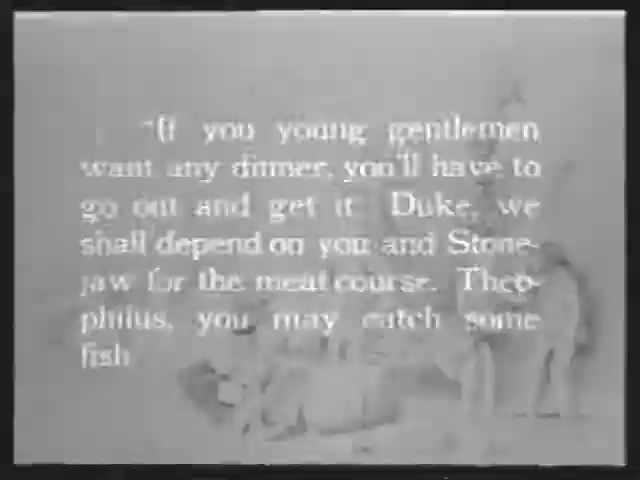 "If you young gentlemen
want any dinner, you'll have to
go out and get it. Duke, we
shall depend on you and Stone-
jaw for the meat course. Theo-
philus, you may catch some
fish